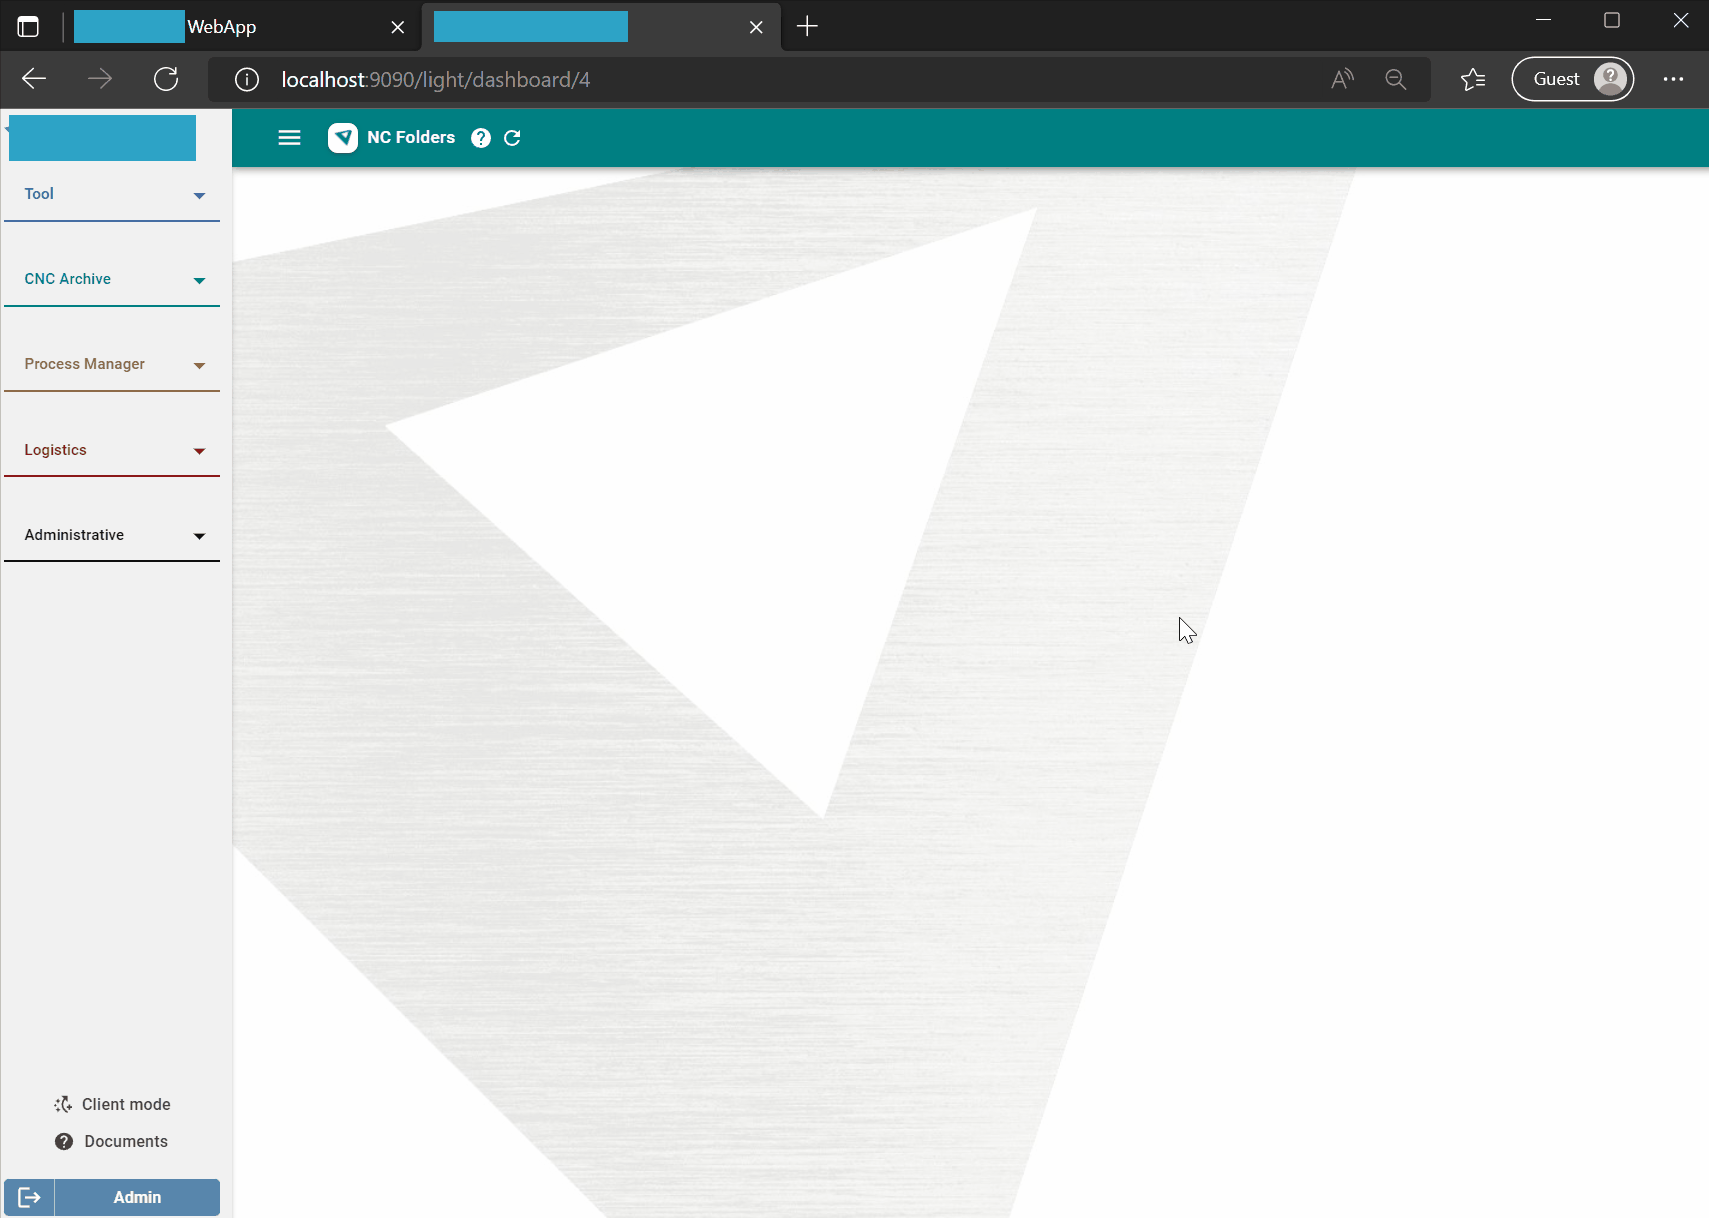 WebApp
localhost:9090/light/dashboard/4
Guest
NC Folders
Tool
CNC Archive
Process Manager
Logistics
Administrative
Client mode
Documents
Admin